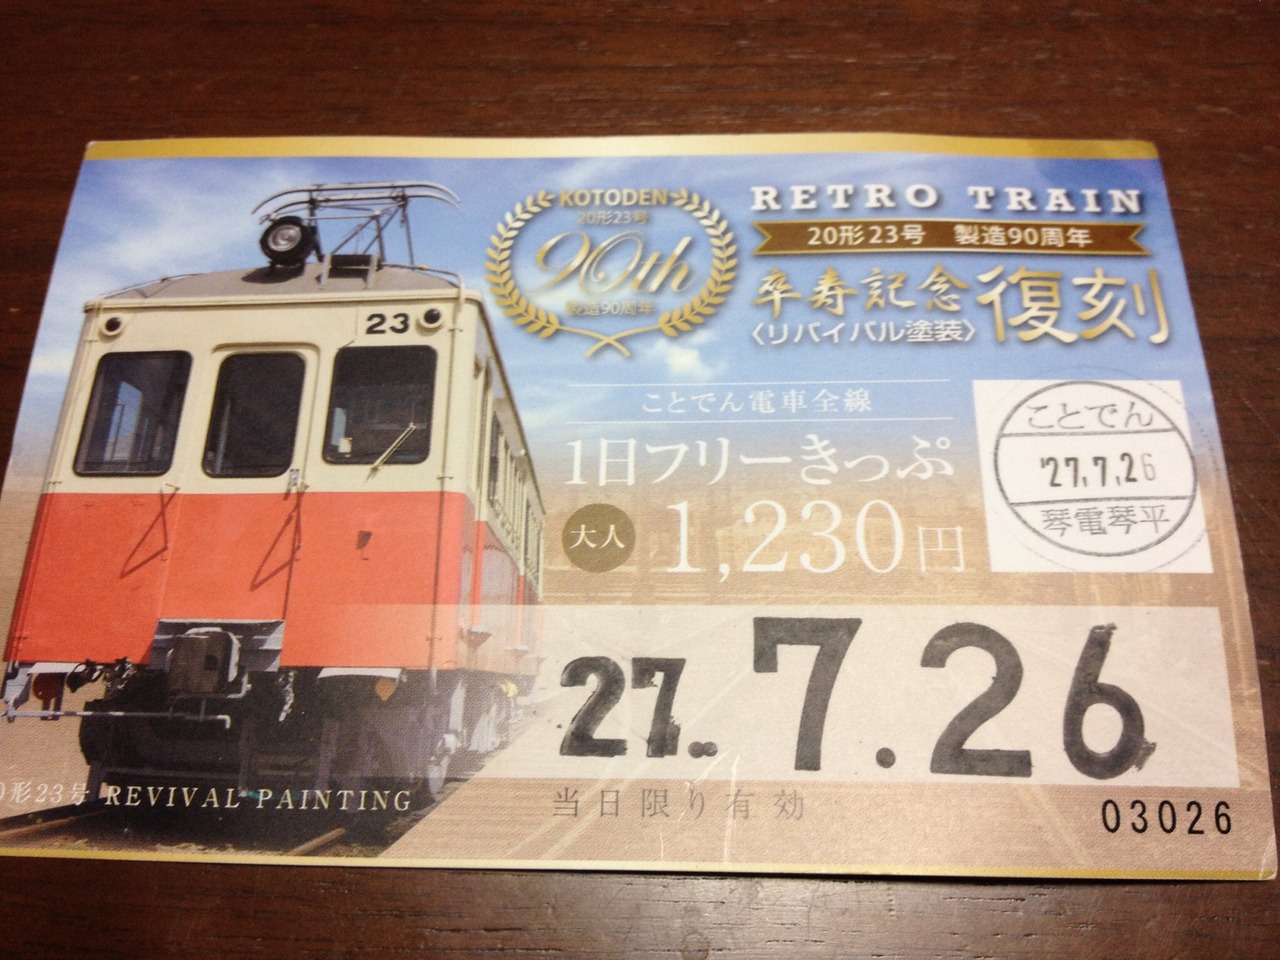 KOTODEN
20形23号
90th
製造90周年
RETRO TRAIN
20形23号 製造90周年
卒寿記念復刻
〈リバイバル塗装〉
23
ことでん電車全線
1日フリーきっぷ
大人 1,230円
ことでん
'27.7.26
琴電琴平
27.7.26
0形23号 REVIVAL PAINTING
当日限り有効
03026